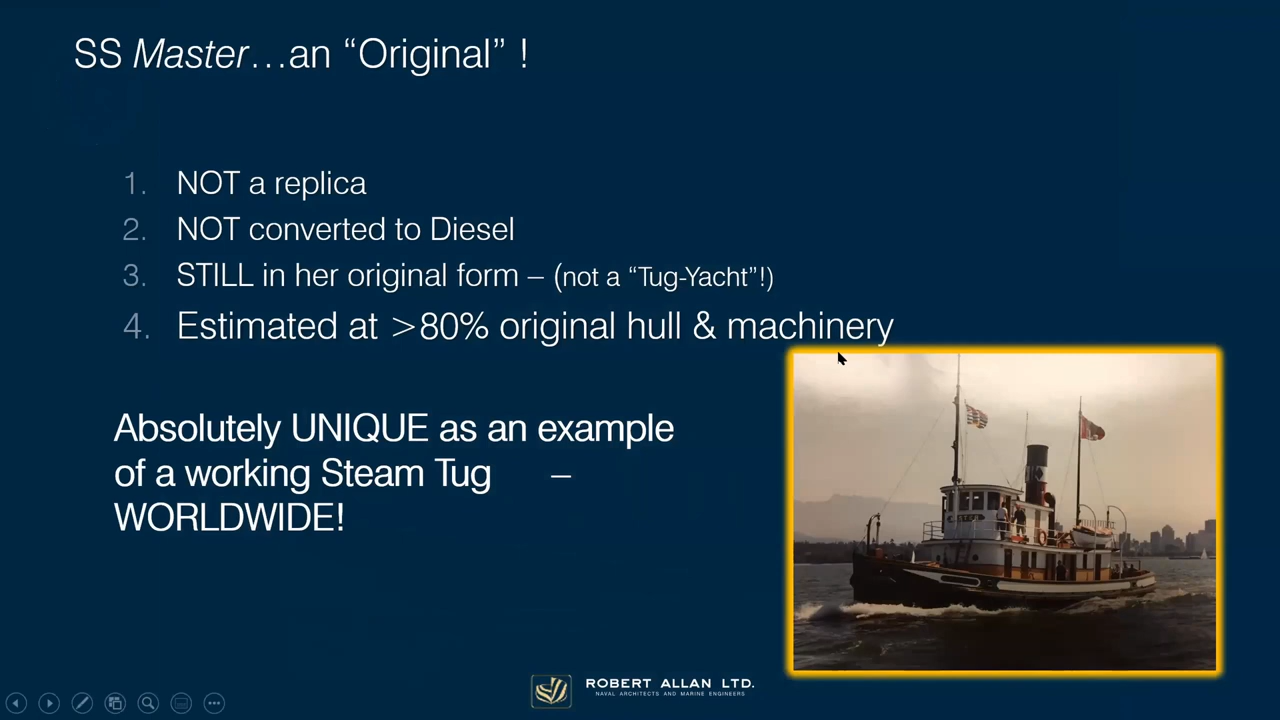 SS Master...an “Original” !
1. NOT a replica
2. NOT converted to Diesel
3. STILL in her original form – (not a “Tug-Yacht”!)
4. Estimated at >80% original hull & machinery
Absolutely UNIQUE as an example
of a working Steam Tug –
WORLDWIDE!
ROBERT ALLAN LTD.
NAVAL ARCHITECTS AND MARINE ENGINEERS